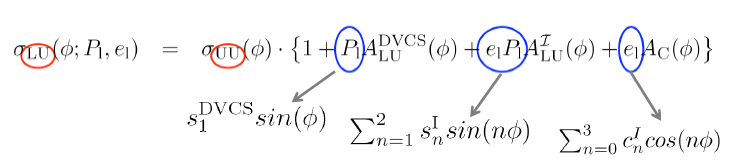 σ_LU(ϕ; P_l, e_l) = σ_UU(ϕ) · {1 + P_l A_LU^DVCS(ϕ) + e_l P_l A_LU^ℐ(ϕ) + e_l A_C(ϕ)}
s_1^DVCS sin(ϕ) ∑_{n=1}^2 s_n^I sin(nϕ) ∑_{n=0}^3 c_n^I cos(nϕ)